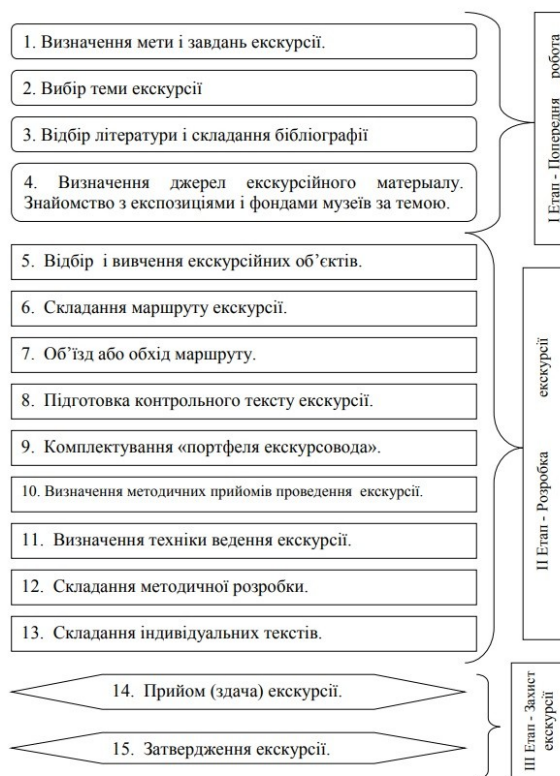 1. Визначення мети і завдань екскурсії.
2. Вибір теми екскурсії
3. Відбір літератури і складання бібліографії
4. Визначення джерел екскурсійного матерыалу.
Знайомство з експозиціями і фондами музеїв за темою.
І Етап - Попередня робота
5. Відбір і вивчення екскурсійних об’єктів.
6. Складання маршруту екскурсії.
7. Об’їзд або обхід маршруту.
8. Підготовка контрольного тексту екскурсії.
9. Комплектування «портфеля екскурсовода».
10. Визначення методичних прийомів проведення екскурсії.
11. Визначення техніки ведення екскурсії.
12. Складання методичної розробки.
13. Складання індивідуальних текстів.
ІІ Етап - Розробка екскурсії
14. Прийом (здача) екскурсії.
15. Затвердження екскурсії.
ІІІ Етап - Захист
екскурсії